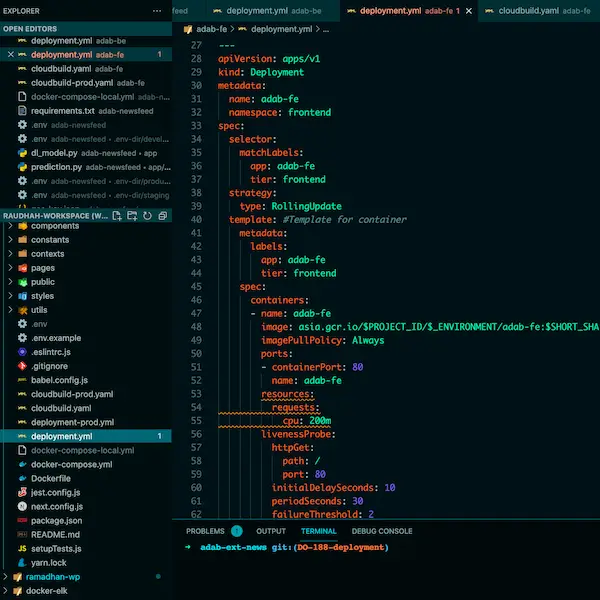 EXPLORER
OPEN EDITORS
deployment.yml adab-be
deployment.yml adab-fe 1
cloudbuild.yaml adab-fe
cloudbuild-prod.yaml adab-fe
docker-compose-local.yml adab-n...
requirements.txt adab-newsfeed
.env adab-newsfeed
.env adab-newsfeed • .env-dir/devel...
dl_model.py adab-newsfeed • app
prediction.py adab-newsfeed • app/...
.env adab-newsfeed • .env-dir/produ...
.env adab-newsfeed • .env-dir/staging
RAUDHAH-WORKSPACE (W...
components
constants
contexts
pages
public
styles
utils
.env
.env.example
.eslintrc.js
.gitignore
babel.config.js
cloudbuild-prod.yaml
cloudbuild.yaml
deployment-prod.yml
deployment.yml 1
docker-compose-local.yml
docker-compose.yml
Dockerfile
jest.config.js
next.config.js
package.json
README.md
setupTests.js
yarn.lock
ramadhan-wp
docker-elk
feed deployment.yml adab-be deployment.yml adab-fe 1 cloudbuild.yaml adab-fe
adab-fe > deployment.yml > ...
27 ---
28 apiVersion: apps/v1
29 kind: Deployment
30 metadata:
31 name: adab-fe
32 namespace: frontend
33 spec:
34 selector:
35 matchLabels:
36 app: adab-fe
37 tier: frontend
38 strategy:
39 type: RollingUpdate
40 template: #Template for container
41 metadata:
42 labels:
43 app: adab-fe
44 tier: frontend
45 spec:
46 containers:
47 - name: adab-fe
48 image: asia.gcr.io/$PROJECT_ID/$_ENVIRONMENT/adab-fe:$SHORT_SHA
49 imagePullPolicy: Always
50 ports:
51 - containerPort: 80
52 name: adab-fe
53 resources:
54 requests:
55 cpu: 200m
56 livenessProbe:
57 httpGet:
58 path: /
59 port: 80
60 initialDelaySeconds: 10
61 periodSeconds: 30
62 failureThreshold: 2
PROBLEMS 1 OUTPUT TERMINAL DEBUG CONSOLE
➜ adab-ext-news git:(DO-188-deployment)